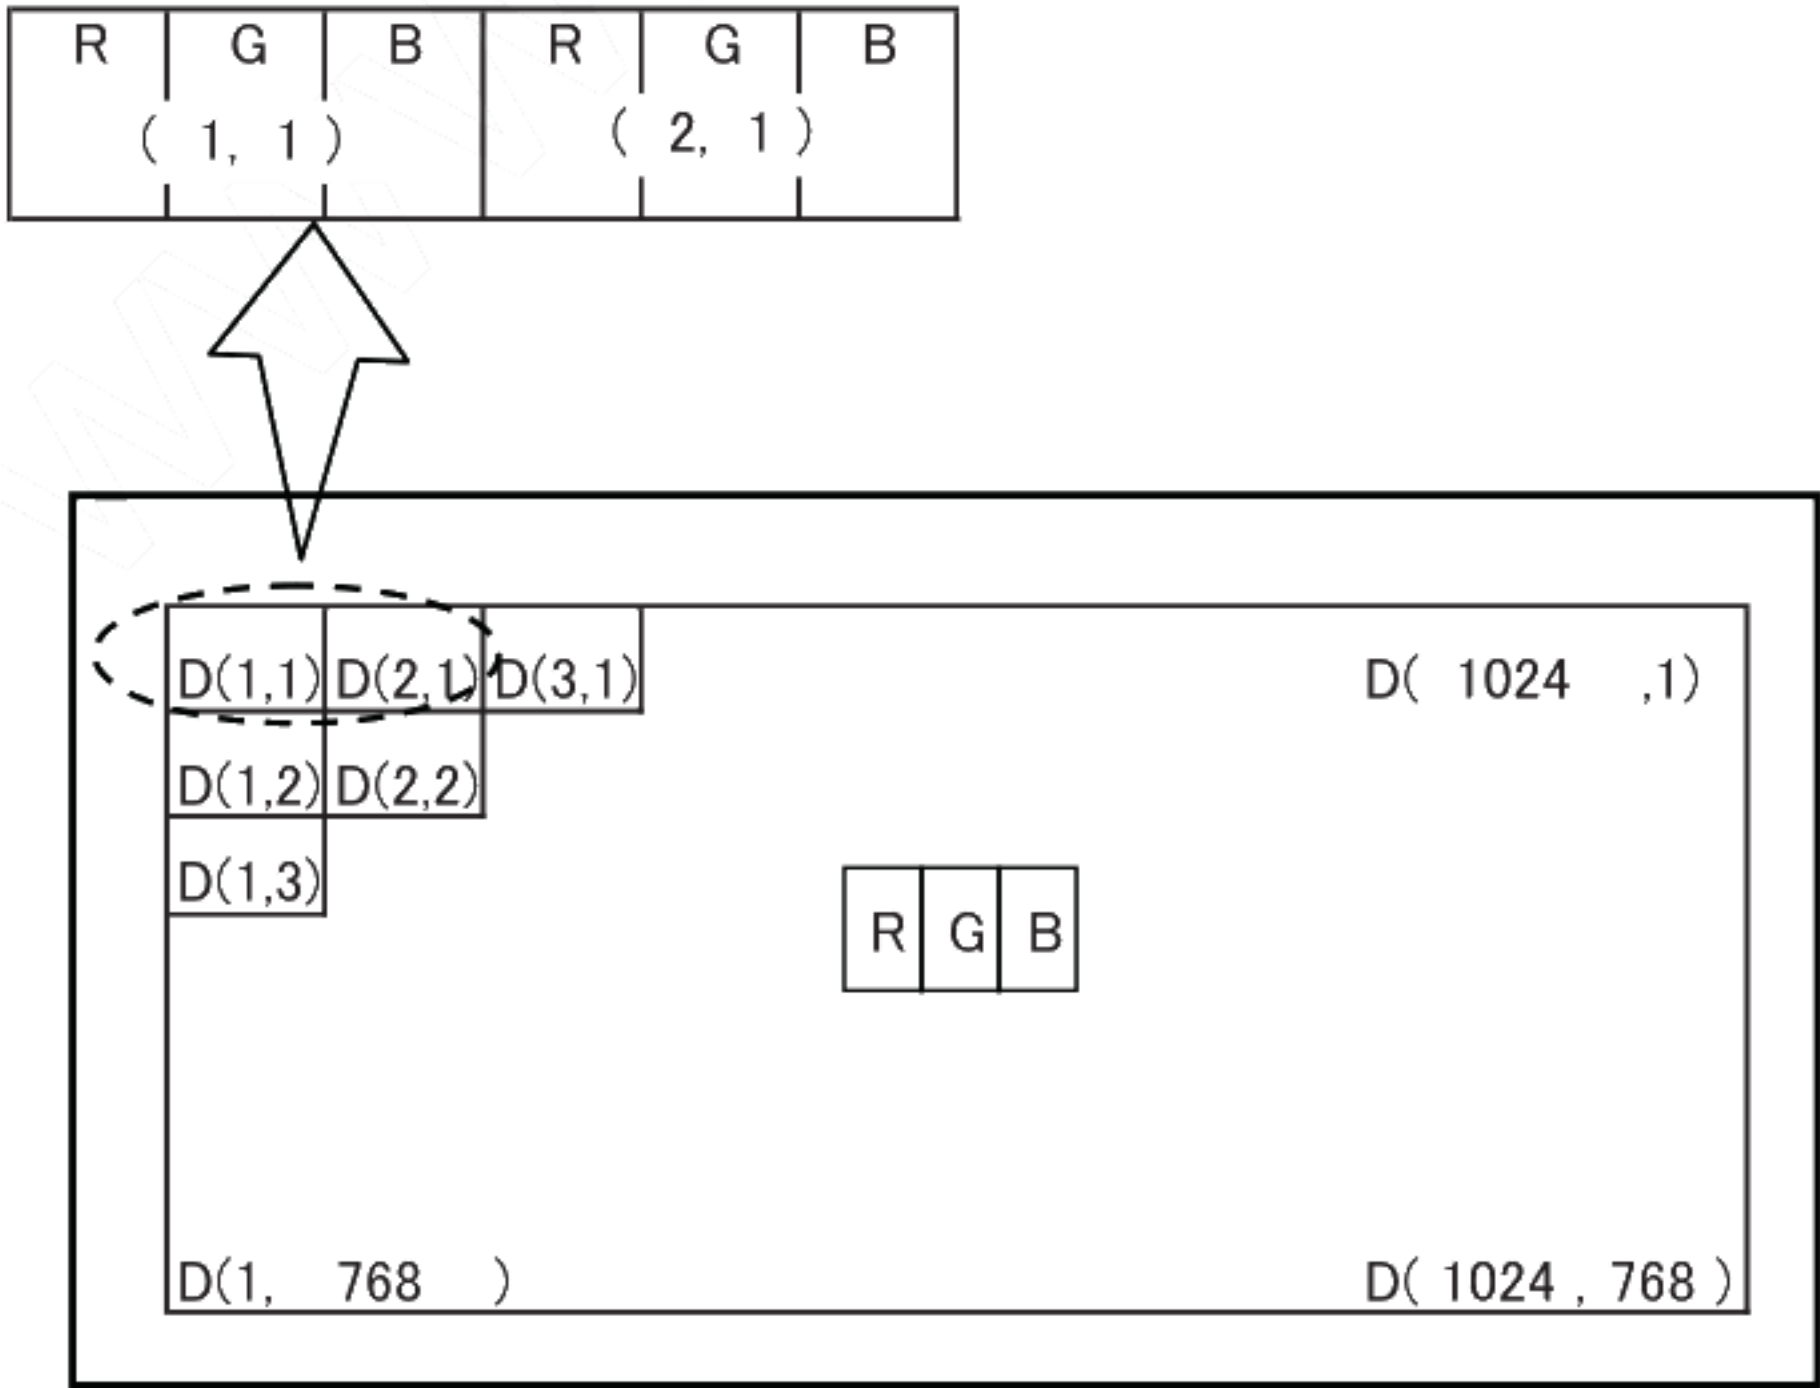 R G B R G B
( 1, 1 ) ( 2, 1 )
D(1,1) D(2,1) D(3,1) D( 1024 ,1)
D(1,2) D(2,2)
D(1,3)
R G B
D(1, 768 ) D( 1024 , 768 )